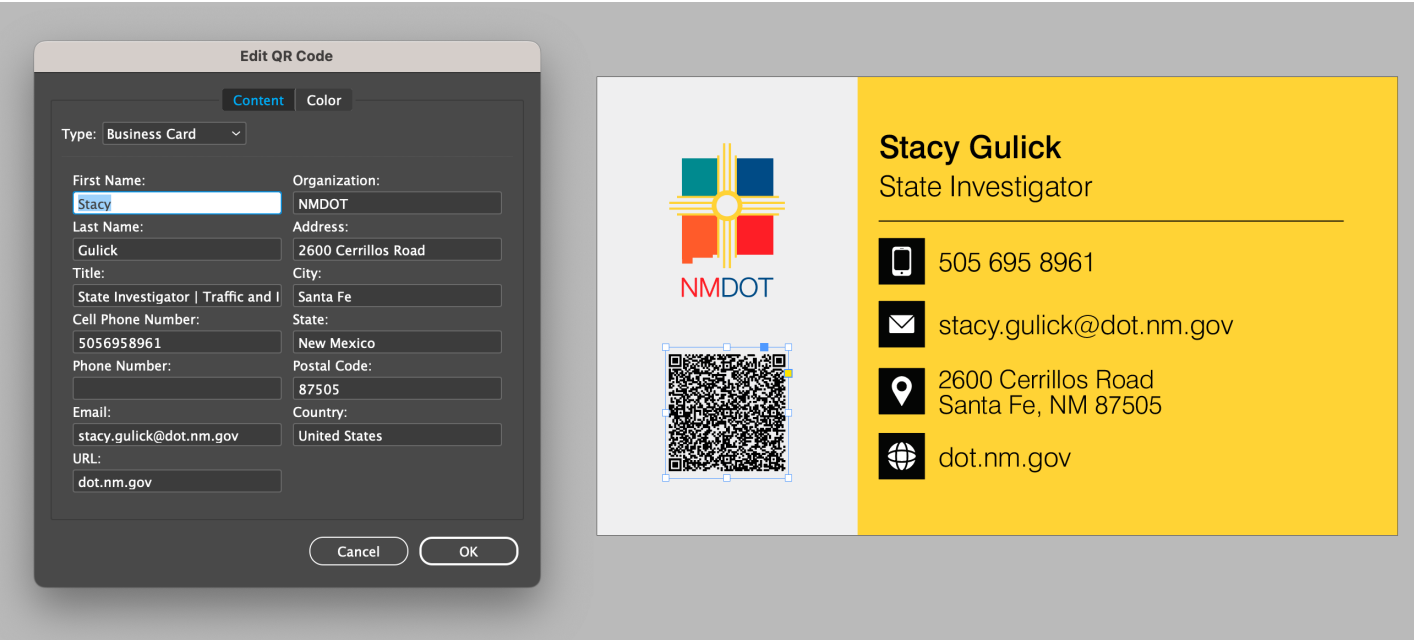 Edit QR Code
Content
Color
Type:
Business Card
First Name:
Stacy
Last Name:
Gulick
Title:
State Investigator | Traffic and I
Cell Phone Number:
5056958961
Phone Number:
Email:
stacy.gulick@dot.nm.gov
URL:
dot.nm.gov
Organization:
NMDOT
Address:
2600 Cerrillos Road
City:
Santa Fe
State:
New Mexico
Postal Code:
87505
Country:
United States
Cancel
OK
NMDOT
Stacy Gulick
State Investigator
505 695 8961
stacy.gulick@dot.nm.gov
2600 Cerrillos Road
Santa Fe, NM 87505
dot.nm.gov